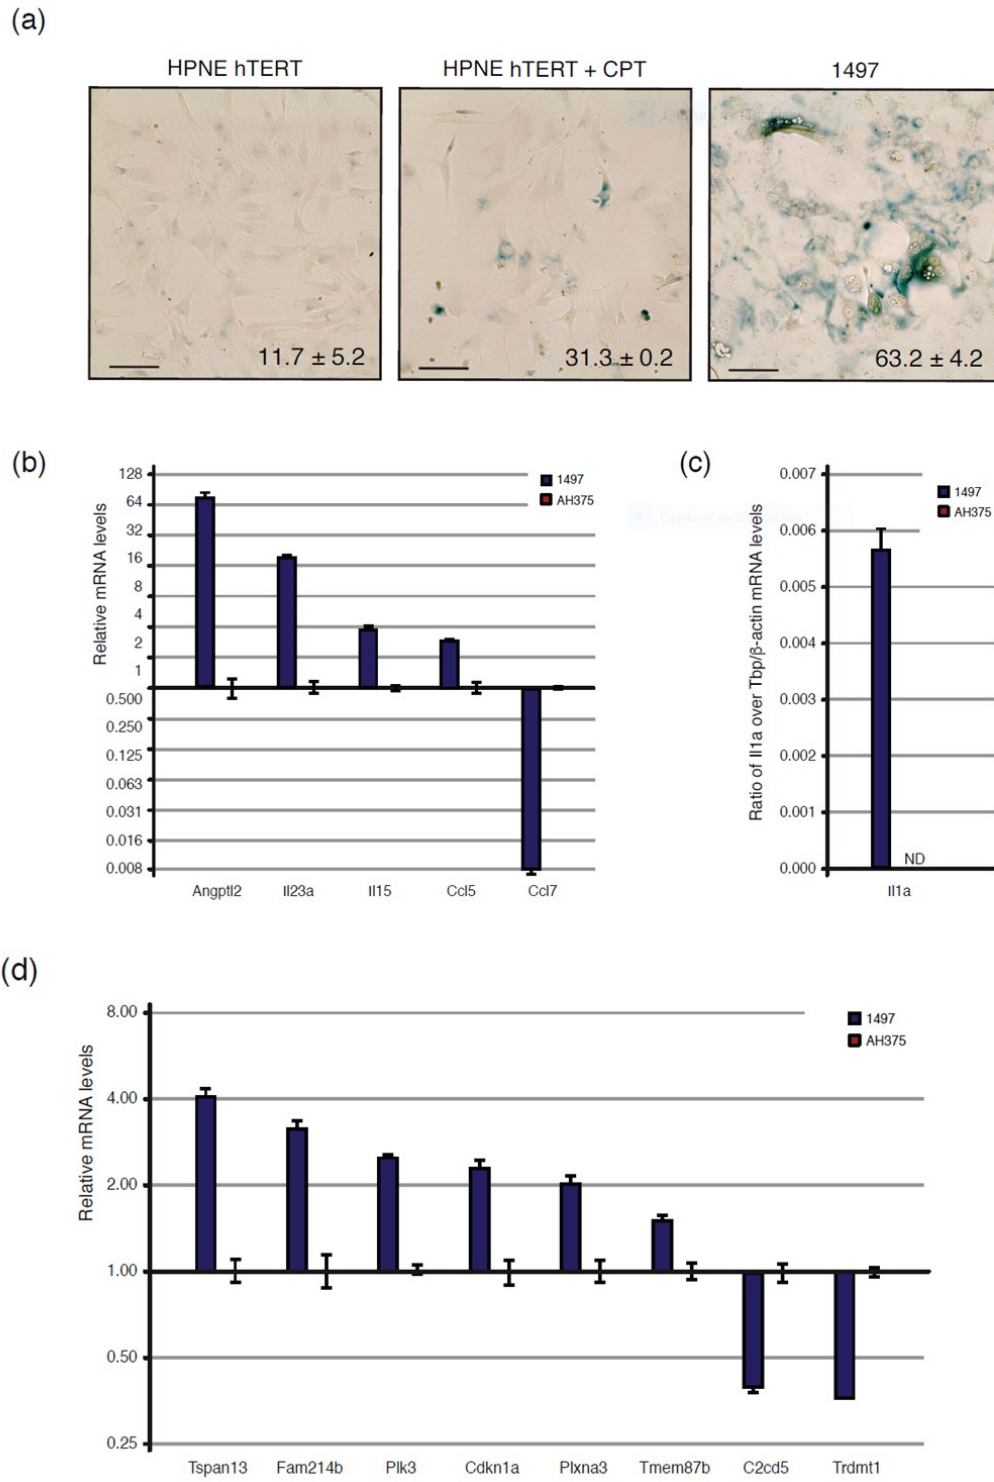 (a)
HPNE hTERT
HPNE hTERT + CPT
1497
11.7 ± 5.2
31.3 ± 0.2
63.2 ± 4.2
(b)
Relative mRNA levels
128
64
32
16
8
4
2
1
0.500
0.250
0.125
0.063
0.031
0.016
0.008
1497
AH375
Angptl2 Il23a Il15 Ccl5 Ccl7
(c)
Ratio of Il1a over Tbp/β-actin mRNA levels
0.007
0.006
0.005
0.004
0.003
0.002
0.001
0.000
1497
AH375
ND
Il1a
(d)
Relative mRNA levels
8.00
4.00
2.00
1.00
0.50
0.25
1497
AH375
Tspan13 Fam214b Plk3 Cdkn1a Plxna3 Tmem87b C2cd5 Trdmt1